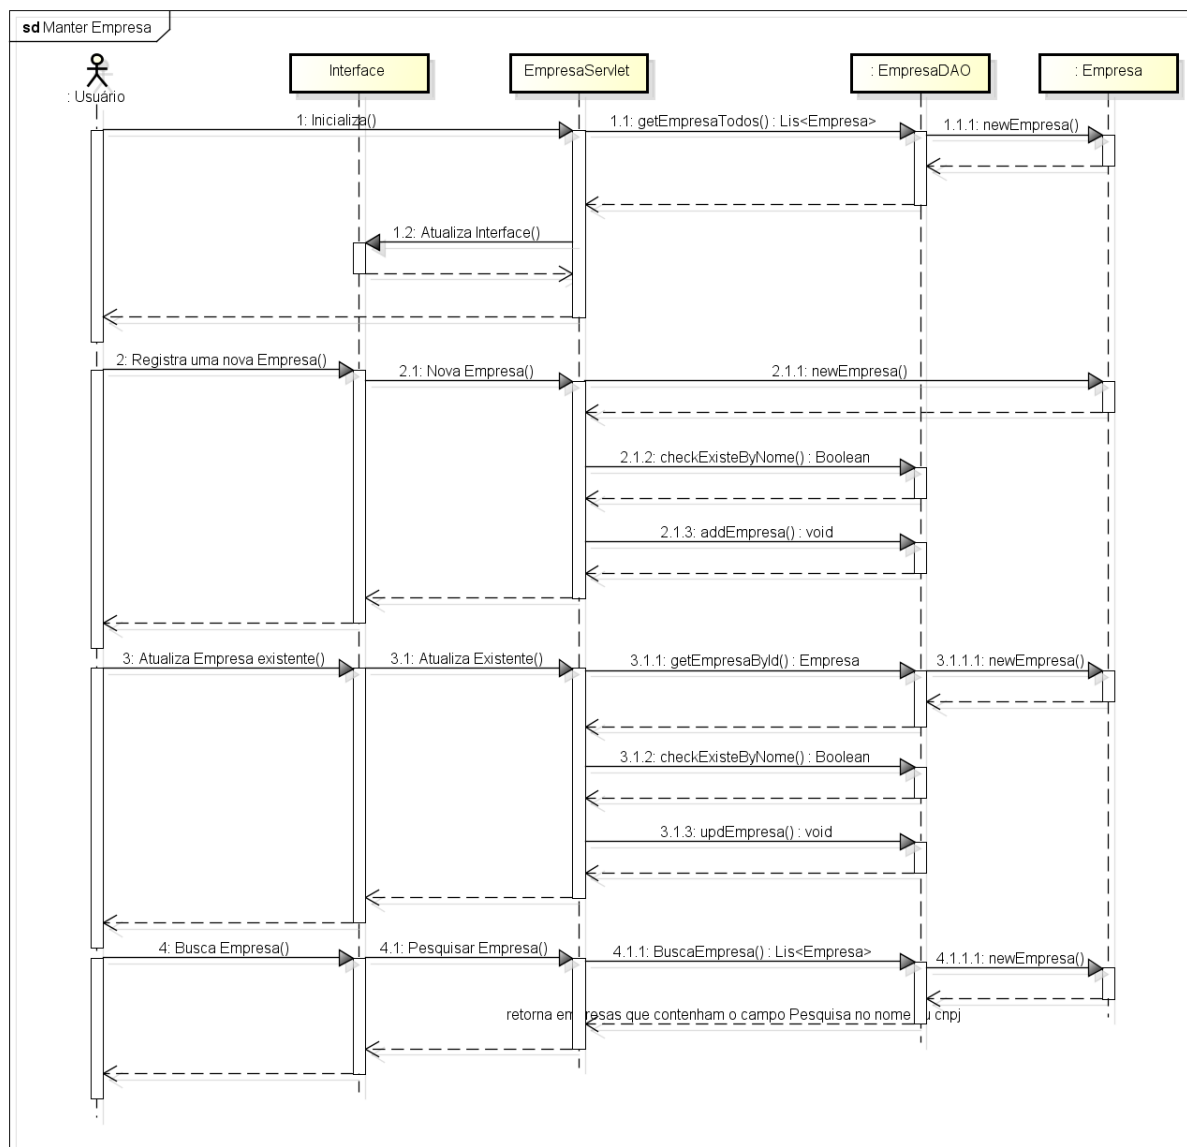 sd Manter Empresa
: Usuário
Interface
EmpresaServlet
: EmpresaDAO
: Empresa
1: Inicializa()
1.1: getEmpresaTodos() : Lis<Empresa>
1.1.1: newEmpresa()
1.2: Atualiza Interface()
2: Registra uma nova Empresa()
2.1: Nova Empresa()
2.1.1: newEmpresa()
2.1.2: checkExisteByNome() : Boolean
2.1.3: addEmpresa() : void
3: Atualiza Empresa existente()
3.1: Atualiza Existente()
3.1.1: getEmpresaById() : Empresa
3.1.1.1: newEmpresa()
3.1.2: checkExisteByNome() : Boolean
3.1.3: updEmpresa() : void
4: Busca Empresa()
4.1: Pesquisar Empresa()
4.1.1: BuscaEmpresa() : Lis<Empresa>
4.1.1.1: newEmpresa()
retorna empresas que contenham o campo Pesquisa no nome ou cnpj